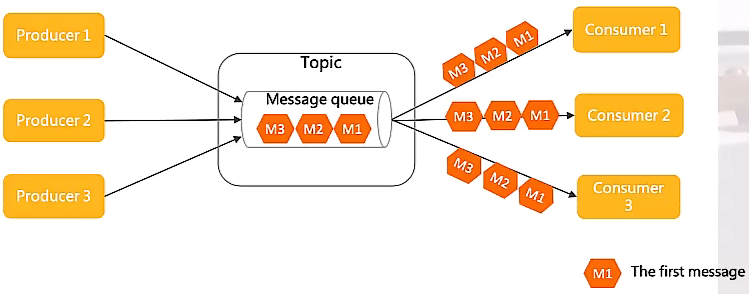 Producer 1
Producer 2
Producer 3
Topic
Message queue
M3 M2 M1
M3 M2 M1
Consumer 1
M3 M2 M1
Consumer 2
M3 M2 M1
Consumer
3
M1 The first message